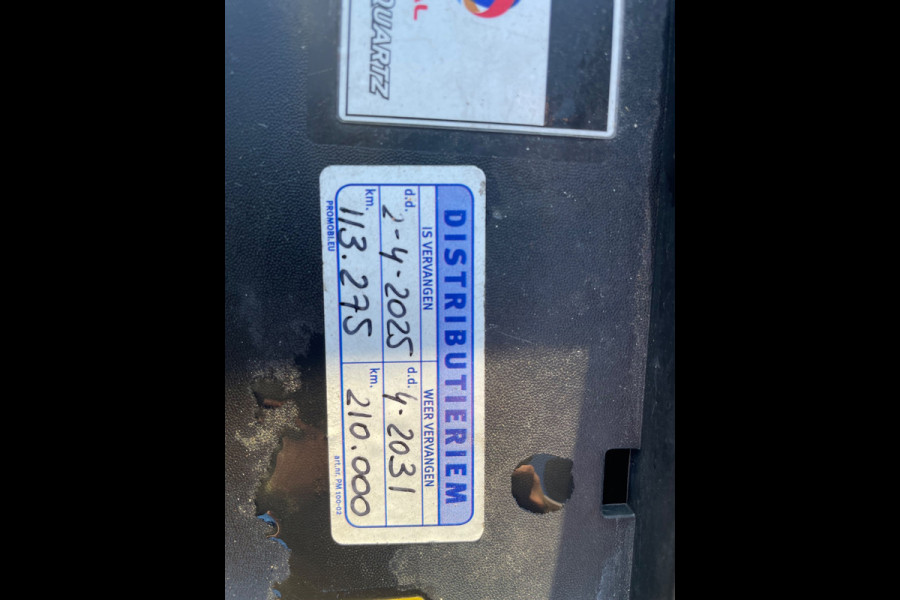 AL
QUARTZ
DISTRIBUTIERIEM
IS VERVANGEN WEER VERVANGEN
d.d. 2-4-2025 d.d. 4-2031
km. 113.275 km. 210.000
PROMOBI.EU art.nr. PM 100-02